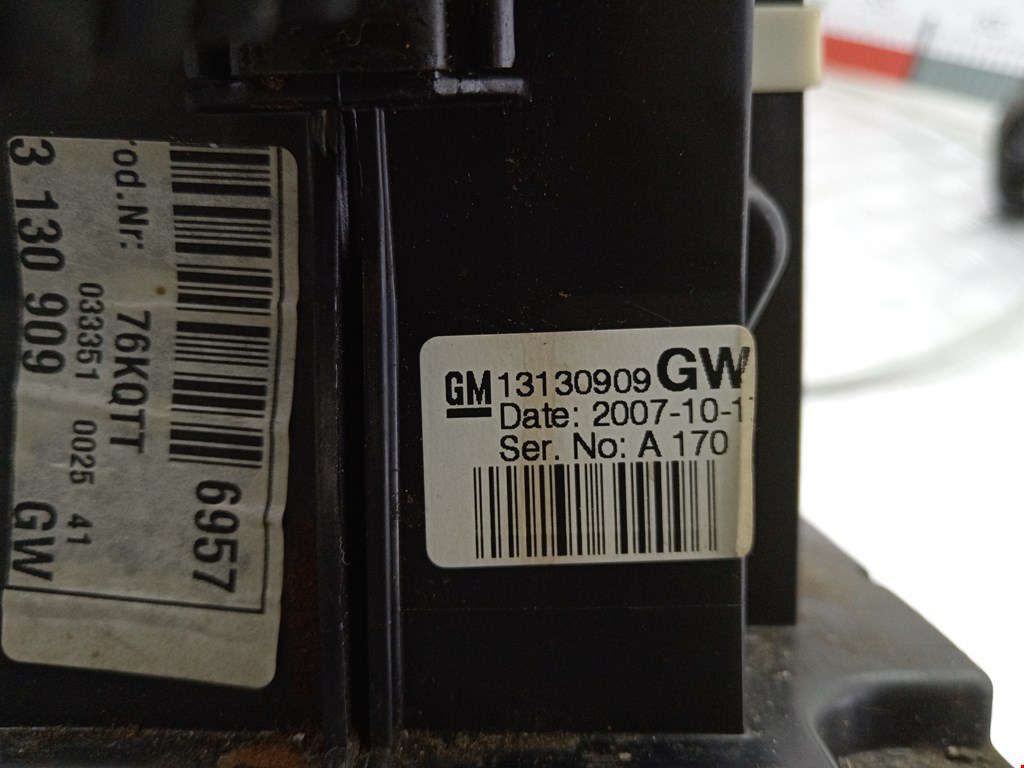 3 130 909 GW
rod.Nr: 76KQTT
033351 0025 41
6957
GM 13130909 GW
Date: 2007-10-1
Ser. No: A 170